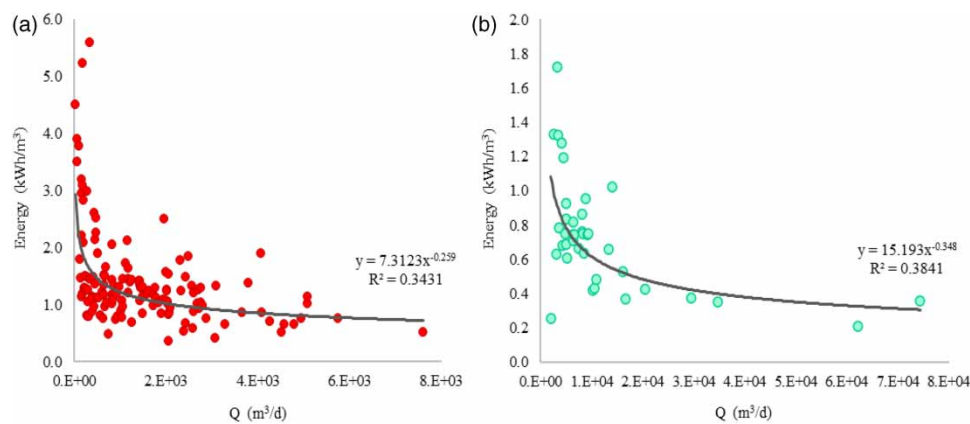 (a)
6.0
5.0
4.0
3.0
2.0
1.0
0.0
Energy (kWh/m³)
y = 7.3123x^-0.259
R² = 0.3431
0.E+00 2.E+03 4.E+03 6.E+03 8.E+03
Q (m³/d)
(b)
2.0
1.8
1.6
1.4
1.2
1.0
0.8
0.6
0.4
0.2
0.0
Energy (kWh/m³)
y = 15.193x^-0.348
R² = 0.3841
0.E+00 1.E+04 2.E+04 3.E+04 4.E+04 5.E+04 6.E+04 7.E+04 8.E+04
Q (m³/d)